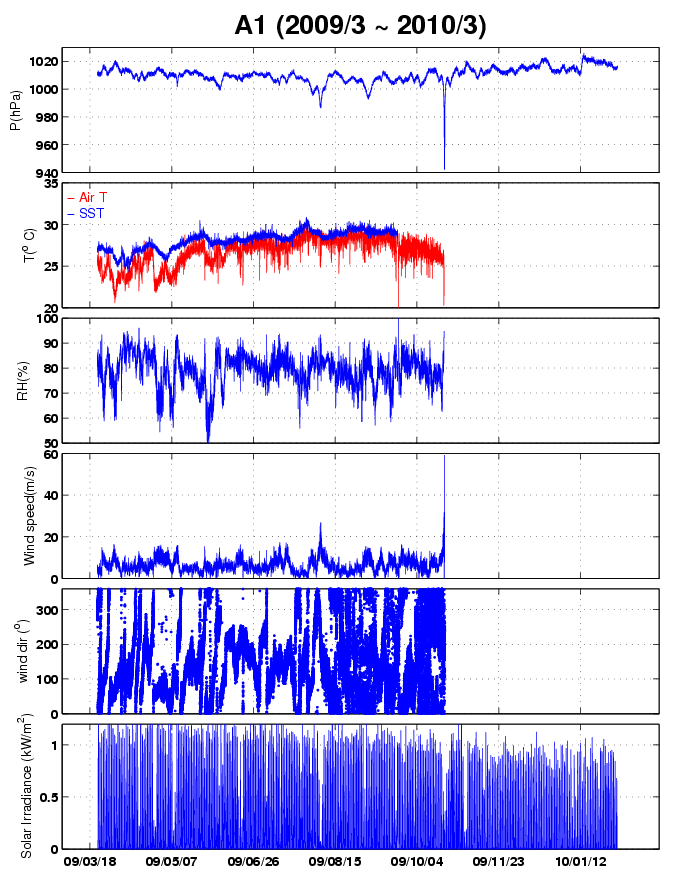 A1 (2009/3 ~ 2010/3)
1020
1000
980
960
940
P(hPa)
35
30
25
20
T(° C)
– Air T
– SST
100
90
80
70
60
50
RH(%)
60
40
20
0
Wind speed(m/s)
300
200
100
0
wind dir (°)
1
0.5
0
Solar Irradiance (kW/m²)
09/03/18 09/05/07 09/06/26 09/08/15 09/10/04 09/11/23 10/01/12